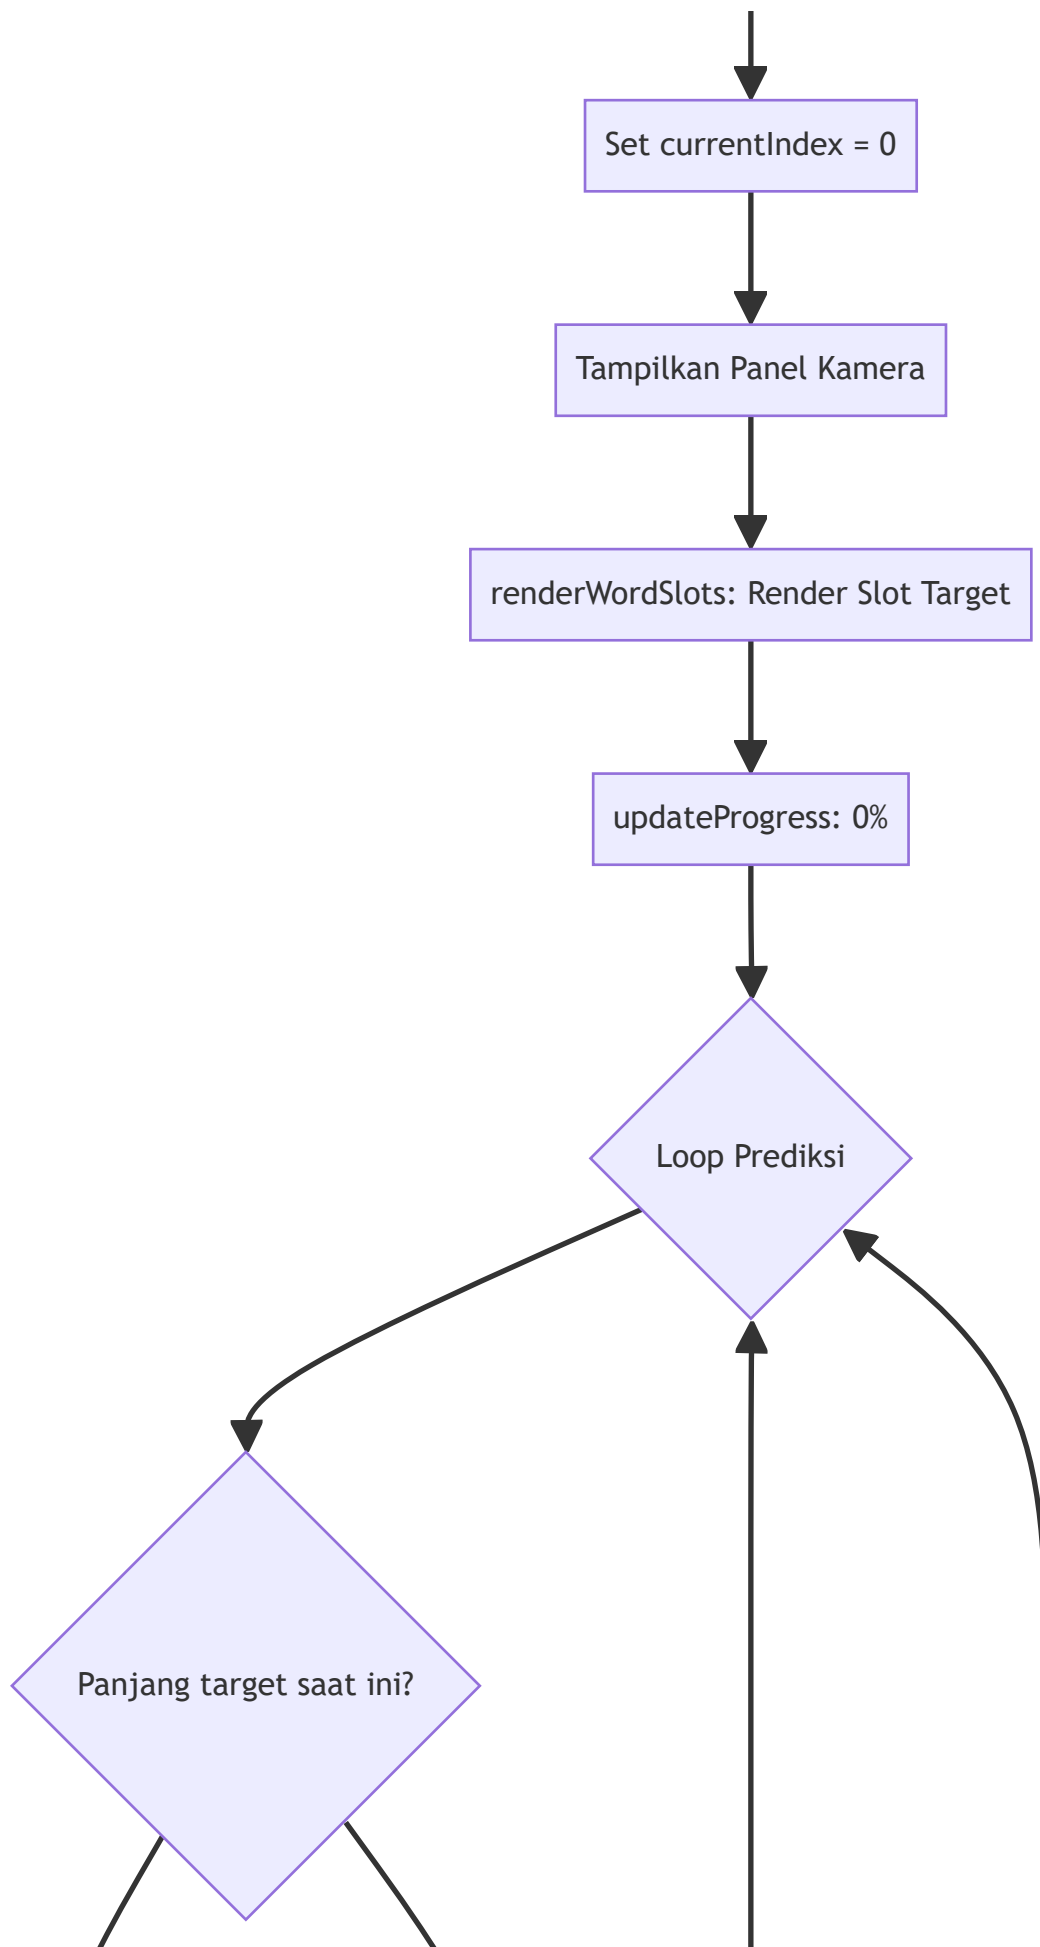 Set currentIndex = 0
Tampilkan Panel Kamera
renderWordSlots: Render Slot Target
updateProgress: 0%
Loop Prediksi
Panjang target saat ini?